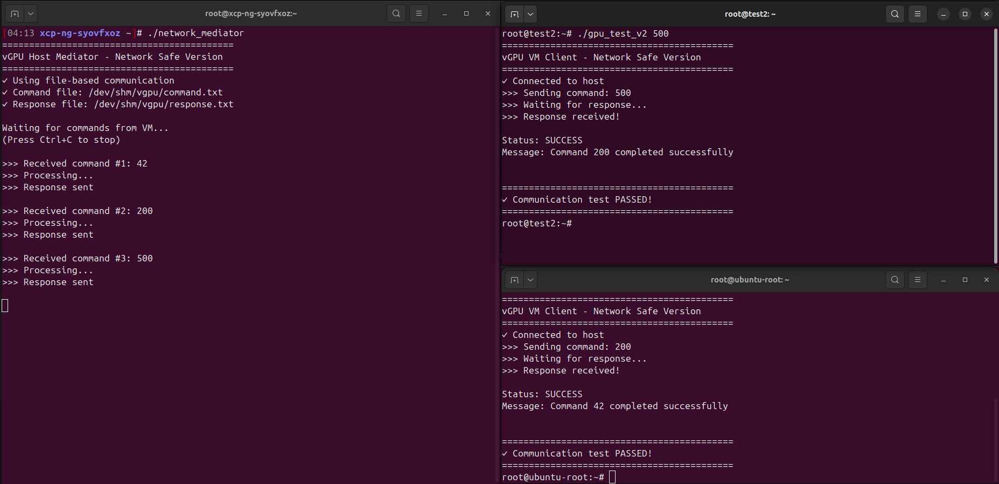 root@xcp-ng-syovfxoz:~
[04:13 xcp-ng-syovfxoz ~]# ./network_mediator
===========================================
vGPU Host Mediator - Network Safe Version
===========================================
✓ Using file-based communication
✓ Command file: /dev/shm/vgpu/command.txt
✓ Response file: /dev/shm/vgpu/response.txt
Waiting for commands from VM...
(Press Ctrl+C to stop)
>>> Received command #1: 42
>>> Processing...
>>> Response sent
>>> Received command #2: 200
>>> Processing...
>>> Response sent
>>> Received command #3: 500
>>> Processing...
>>> Response sent
root@test2: ~
root@test2:~# ./gpu_test_v2 500
===========================================
vGPU VM Client - Network Safe Version
===========================================
✓ Connected to host
>>> Sending command: 500
>>> Waiting for response...
>>> Response received!
Status: SUCCESS
Message: Command 200 completed successfully
===========================================
✓ Communication test PASSED!
===========================================
root@test2:~#
root@ubuntu-root: ~
===========================================
vGPU VM Client - Network Safe Version
===========================================
✓ Connected to host
>>> Sending command: 200
>>> Waiting for response...
>>> Response received!
Status: SUCCESS
Message: Command 42 completed successfully
===========================================
✓ Communication test PASSED!
===========================================
root@ubuntu-root:~#